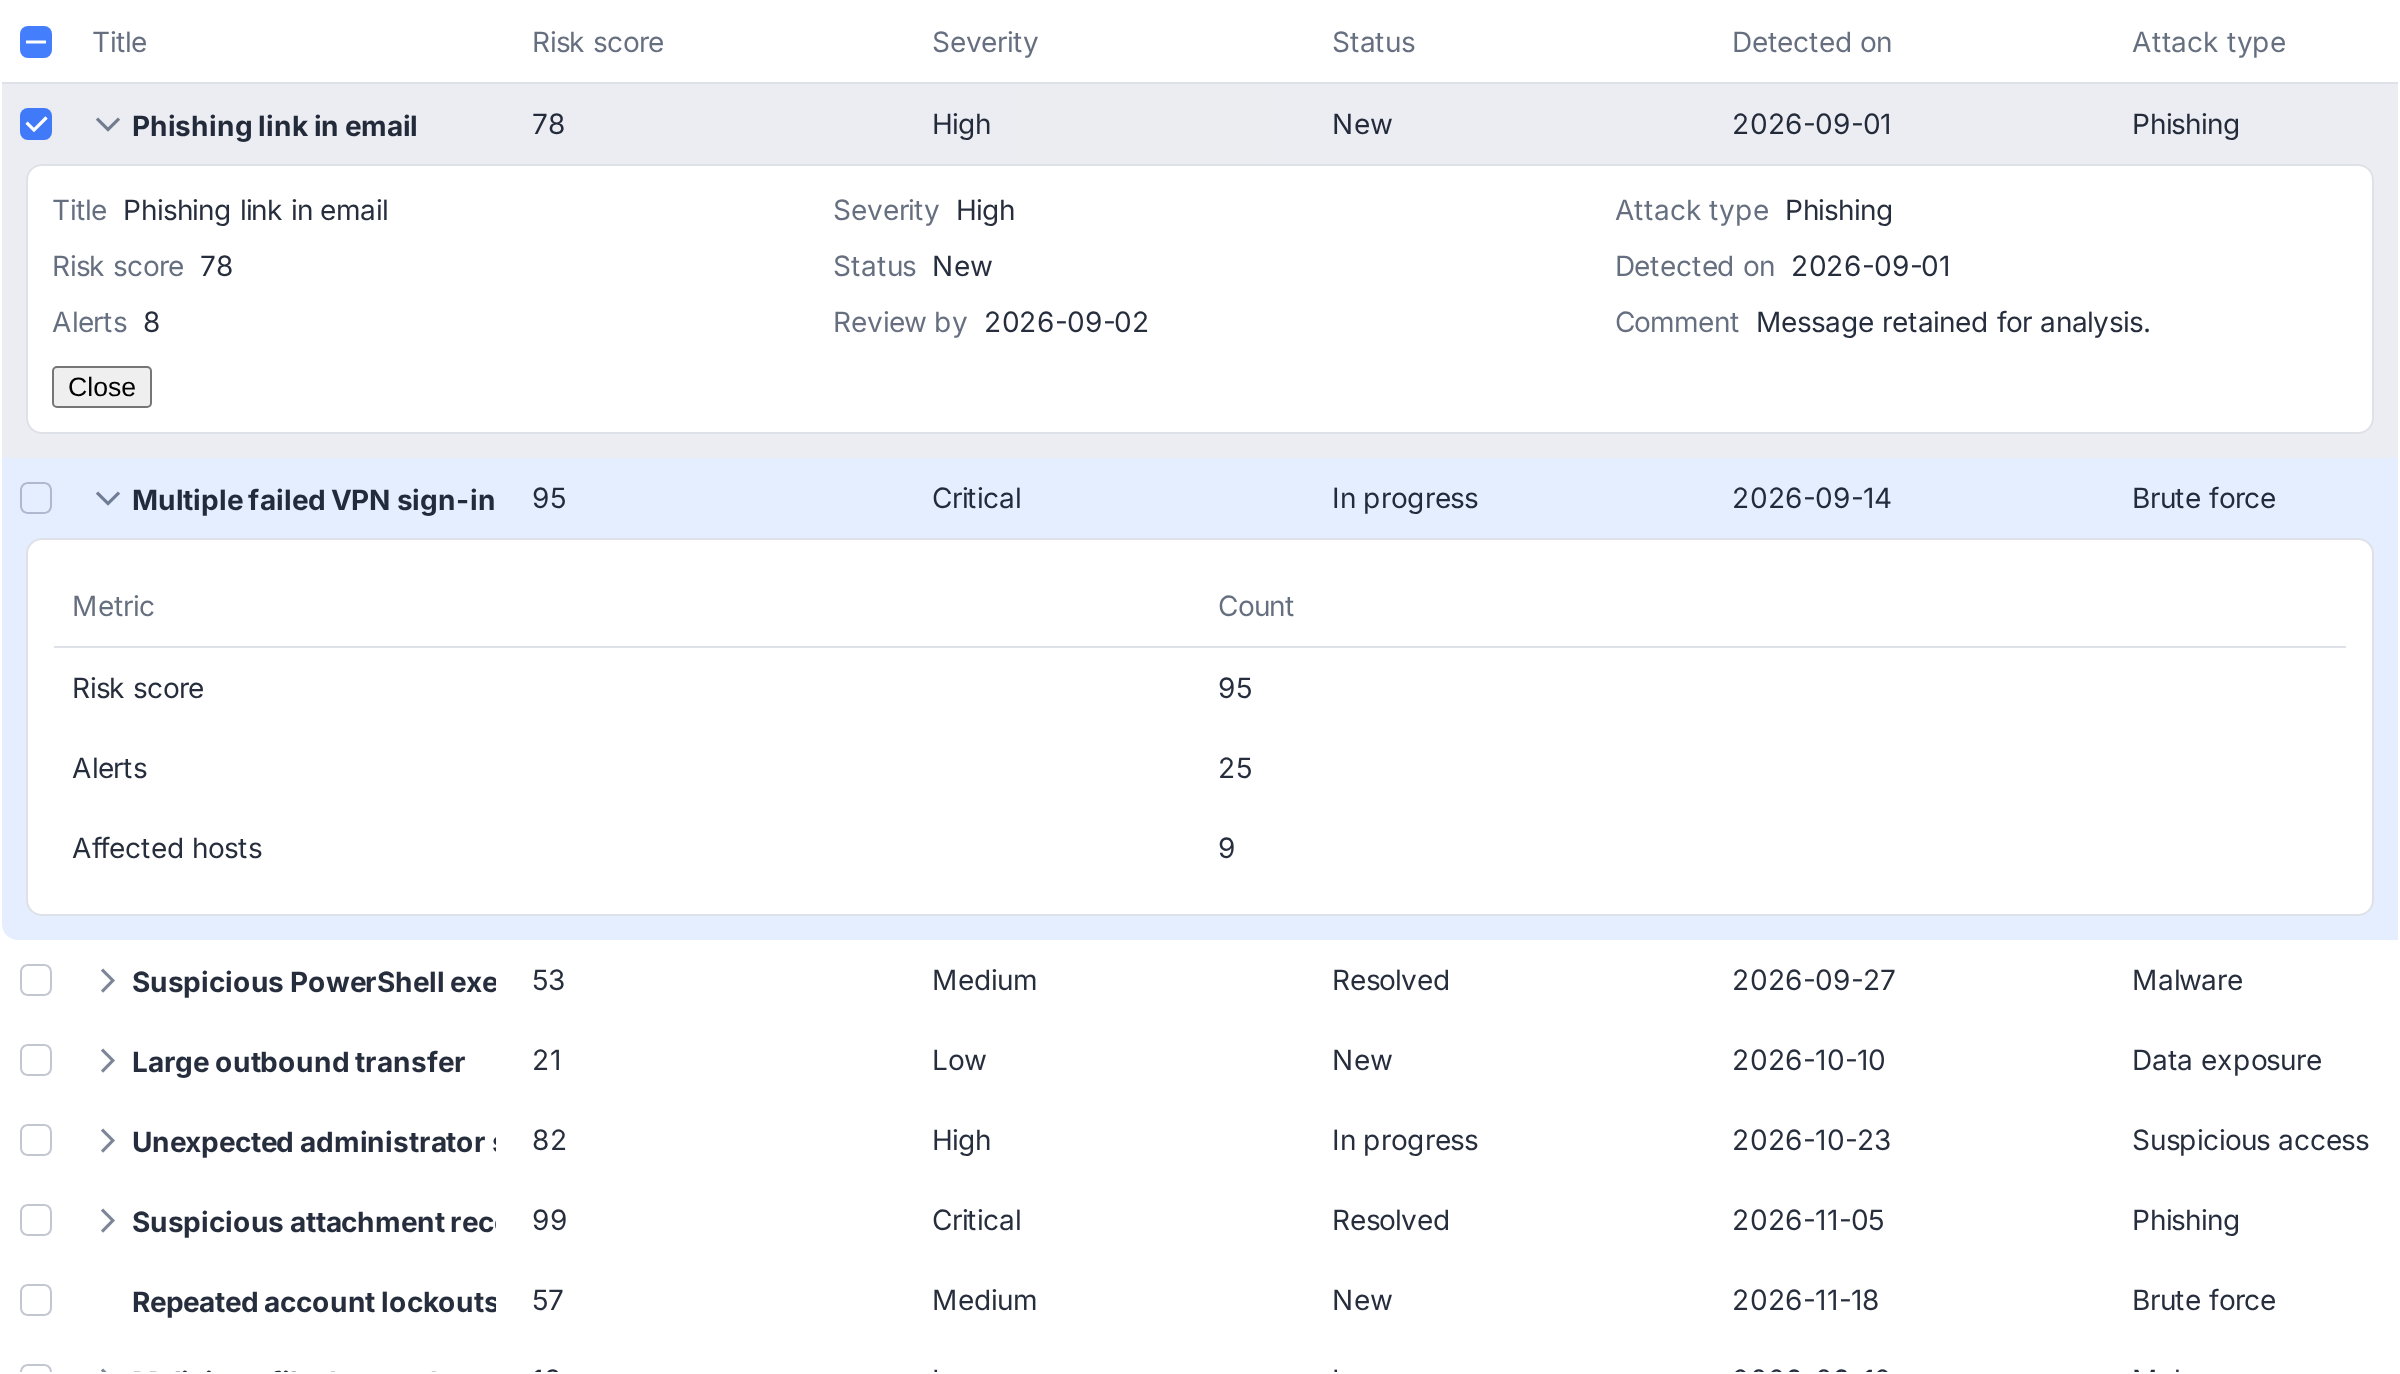 Title Risk score Severity Status Detected on Attack type
Phishing link in email 78 High New 2026-09-01 Phishing
Title Phishing link in email Severity High Attack type Phishing
Risk score 78 Status New Detected on 2026-09-01
Alerts 8 Review by 2026-09-02 Comment Message retained for analysis.
Close
Multiple failed VPN sign-in 95 Critical In progress 2026-09-14 Brute force
Metric Count
Risk score 95
Alerts 25
Affected hosts 9
Suspicious PowerShell exe 53 Medium Resolved 2026-09-27 Malware
Large outbound transfer 21 Low New 2026-10-10 Data exposure
Unexpected administrator 82 High In progress 2026-10-23 Suspicious access
Suspicious attachment rec 99 Critical Resolved 2026-11-05 Phishing
Repeated account lockouts 57 Medium New 2026-11-18 Brute force